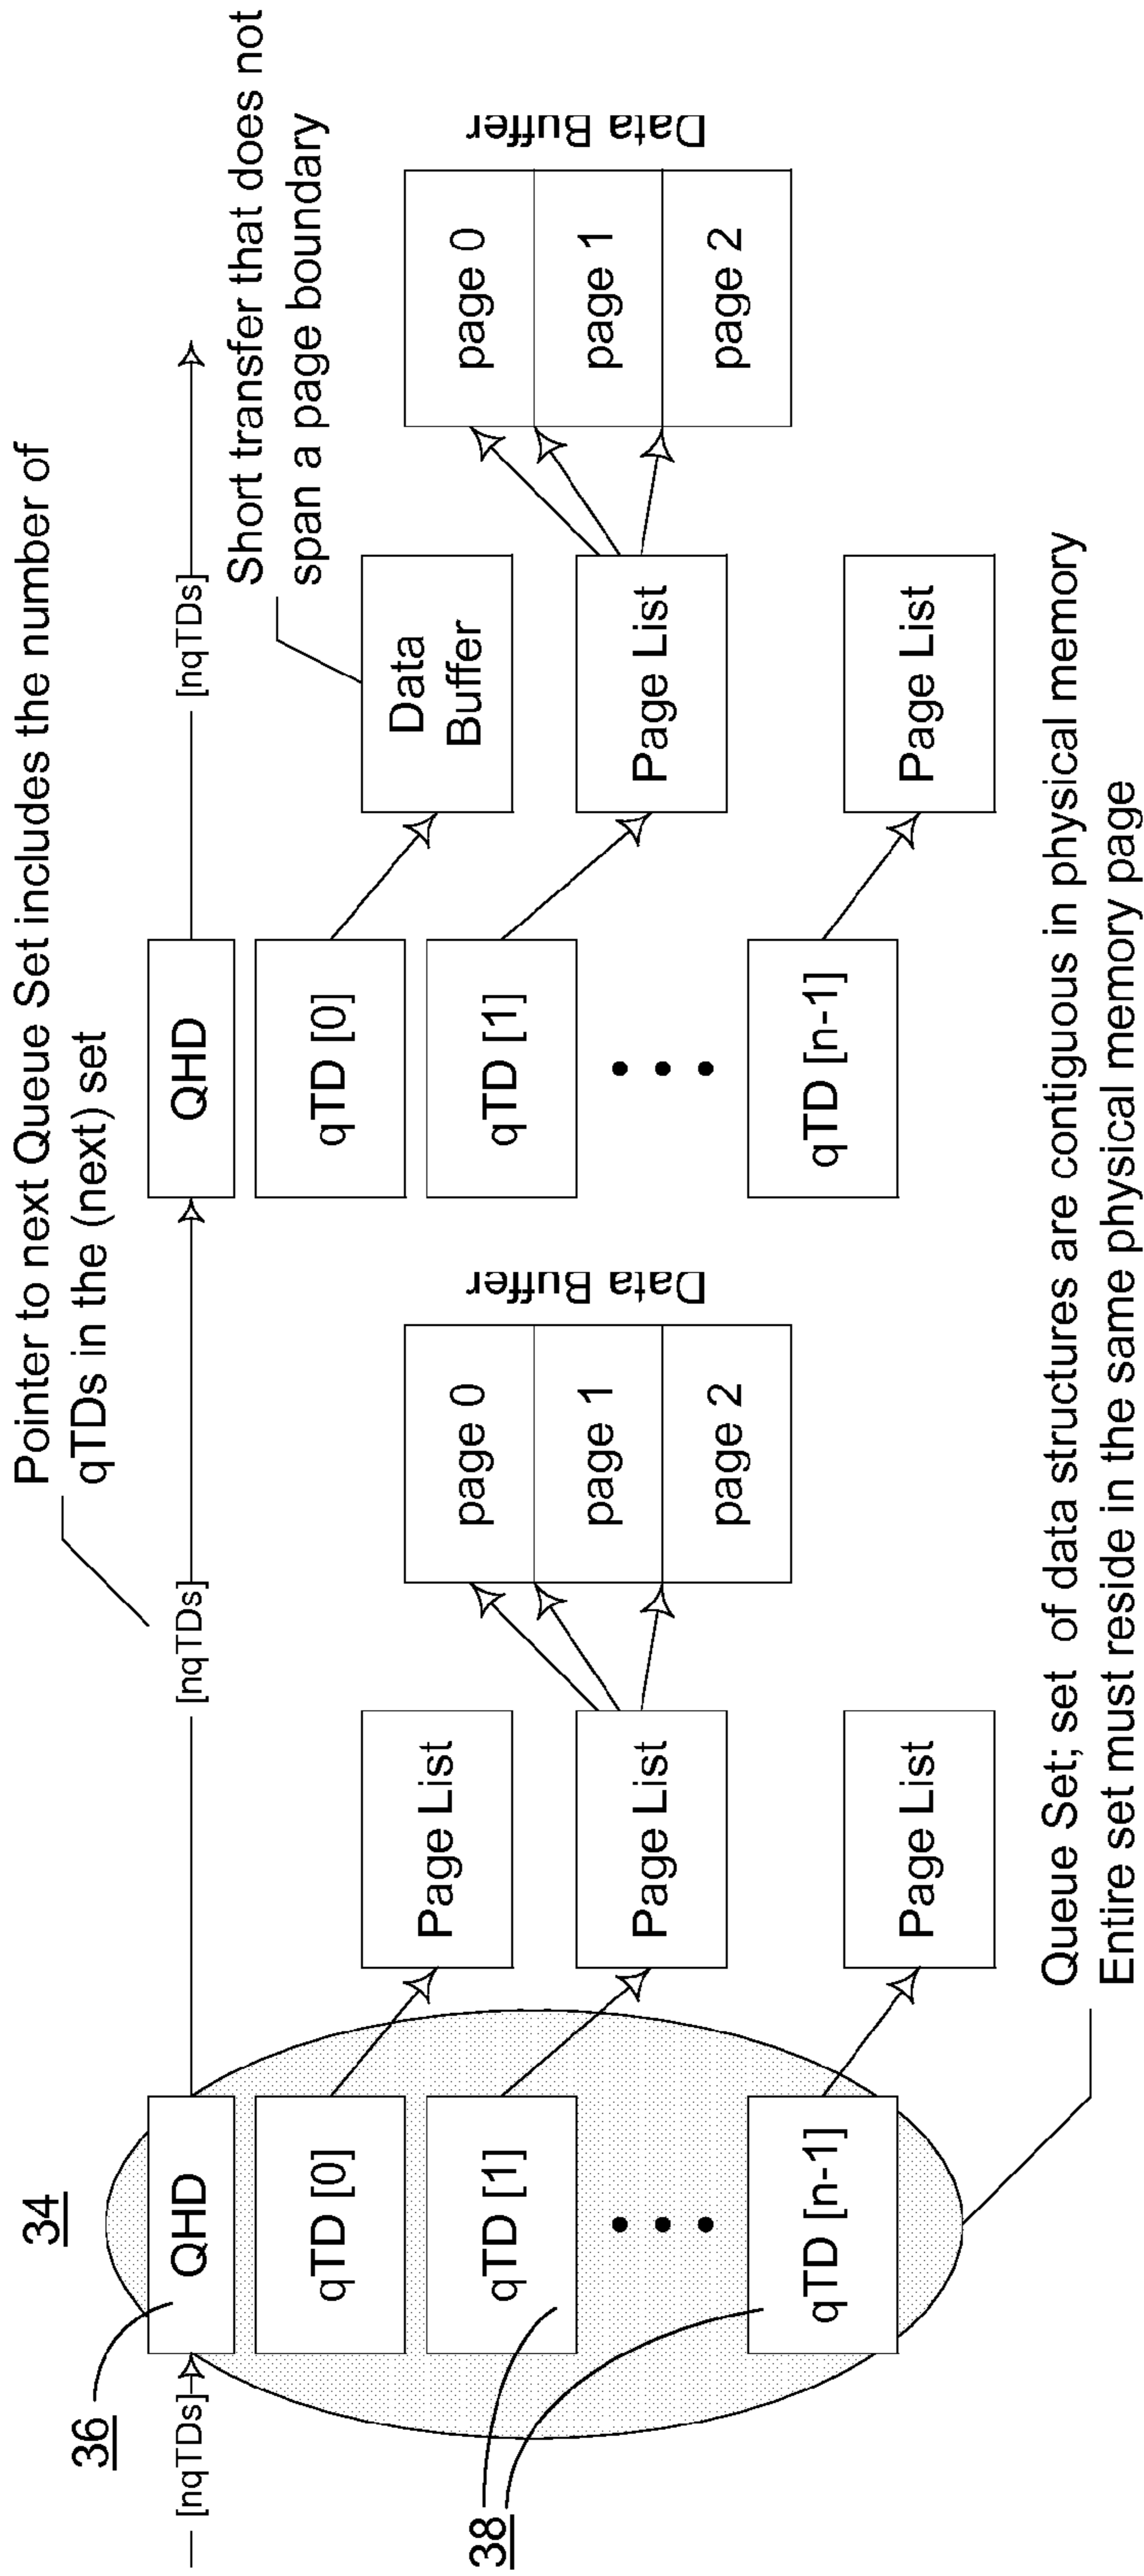 Pointer to next Queue Set includes the number of
qTDs in the (next) set
34
36
[nqTDs]
QHD
[nqTDs]
QHD
[nqTDs]
Short transfer that does not
span a page boundary
qTD [0]
Page List
qTD [0]
Data
Buffer
38
qTD [1]
Page List
page 0
page 1
page 2
Data Buffer
qTD [1]
Page List
page 0
page 1
page 2
Data Buffer
qTD [n-1]
Page List
qTD [n-1]
Page List
Queue Set; set of data structures are contiguous in physical memory
Entire set must reside in the same physical memory page